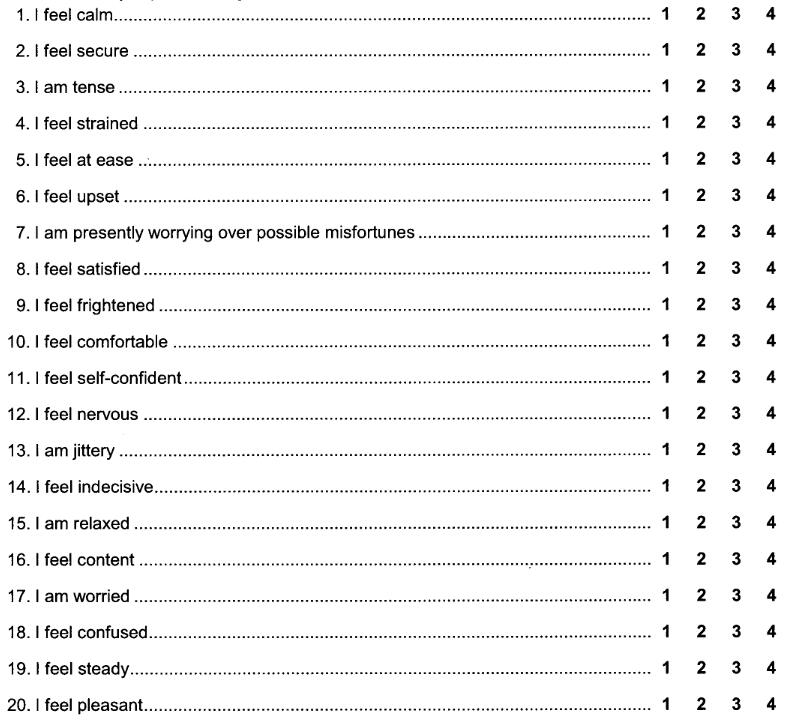 1. I feel calm........ 1 2 3 4
2. I feel secure ........ 1 2 3 4
3. I am tense ........ 1 2 3 4
4. I feel strained ........ 1 2 3 4
5. I feel at ease ........ 1 2 3 4
6. I feel upset ........ 1 2 3 4
7. I am presently worrying over possible misfortunes ........ 1 2 3 4
8. I feel satisfied ........ 1 2 3 4
9. I feel frightened ........ 1 2 3 4
10. I feel comfortable ........ 1 2 3 4
11. I feel self-confident ........ 1 2 3 4
12. I feel nervous ........ 1 2 3 4
13. I am jittery ........ 1 2 3 4
14. I feel indecisive........ 1 2 3 4
15. I am relaxed ........ 1 2 3 4
16. I feel content ........ 1 2 3 4
17. I am worried ........ 1 2 3 4
18. I feel confused........ 1 2 3 4
19. I feel steady........ 1 2 3 4
20. I feel pleasant........ 1 2 3 4